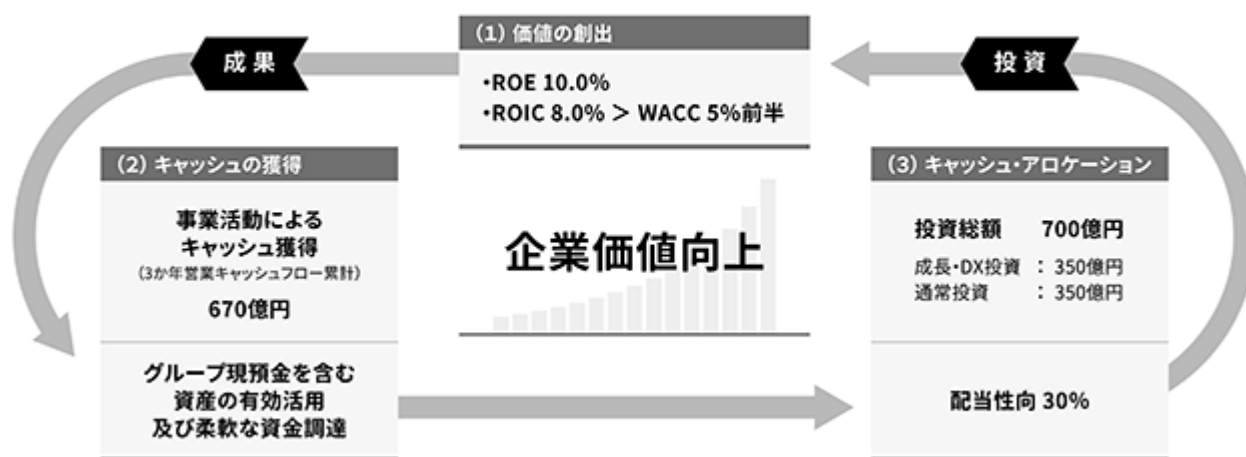 (1) 価値の創出
・ROE 10.0%
・ROIC 8.0% > WACC 5%前半
成果
投資
(2) キャッシュの獲得
事業活動による
キャッシュ獲得
(3か年営業キャッシュフロー累計)
670億円
グループ現預金を含む
資産の有効活用
及び柔軟な資金調達
企業価値向上
(3) キャッシュ・アロケーション
投資総額 700億円
成長・DX投資 : 350億円
通常投資 : 350億円
配当性向 30%